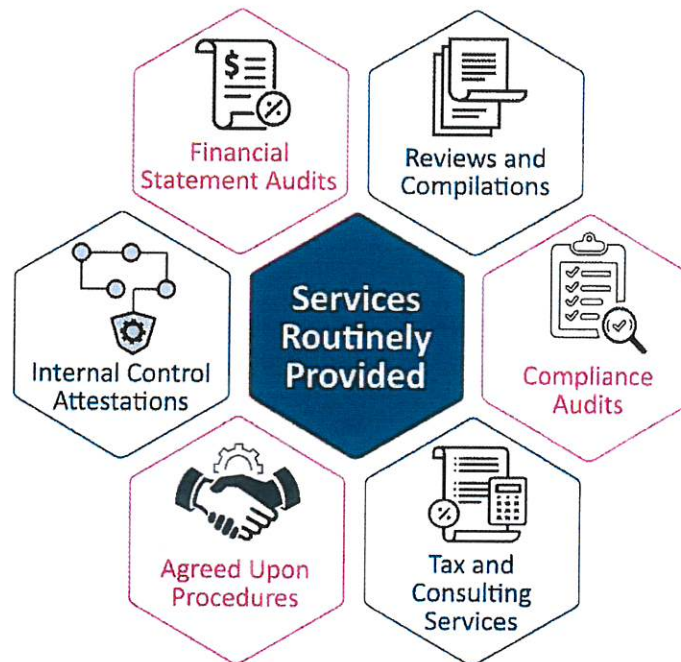 $
%
Financial
Statement Audits
Reviews and
Compilations
Internal Control
Attestations
Services
Routinely
Provided
Compliance
Audits
Agreed Upon
Procedures
%
Tax and
Consulting
Services